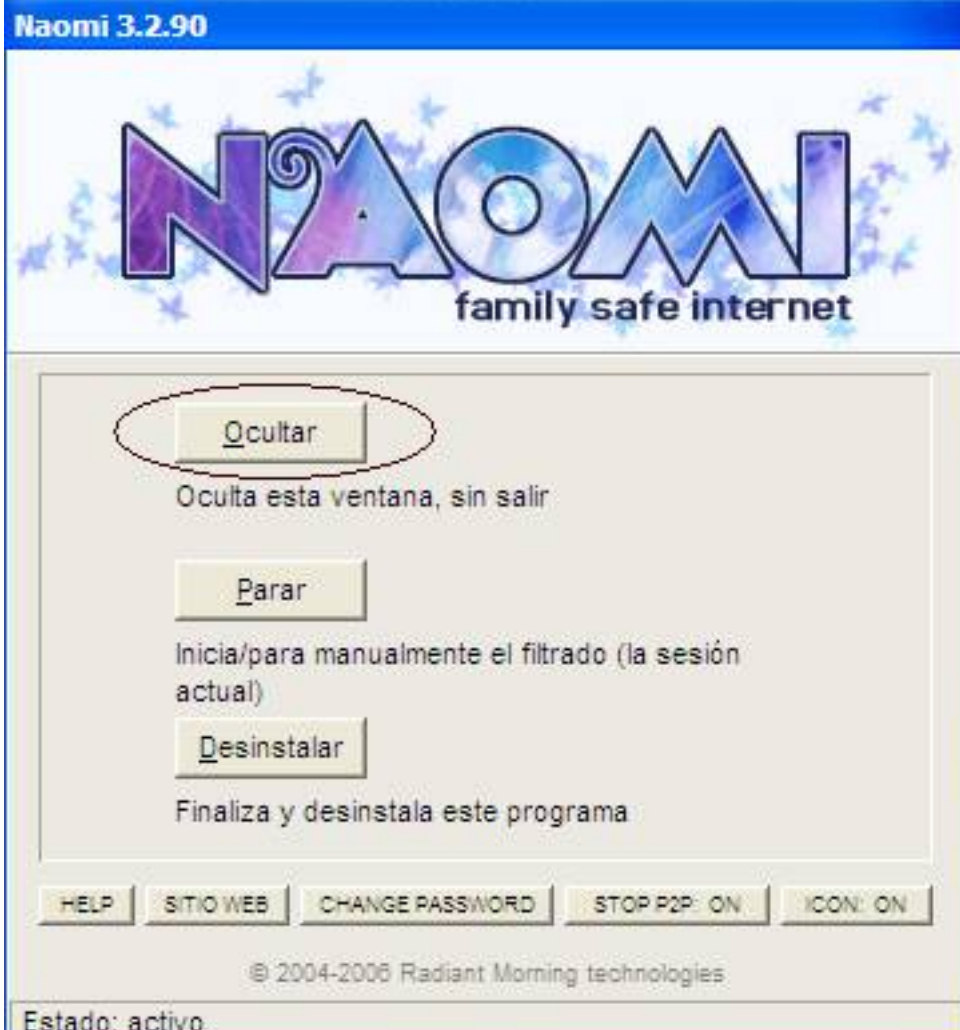 Naomi 3.2.90
NAOMI
family safe internet
Ocultar
Oculta esta ventana, sin salir
Parar
Inicia/para manualmente el filtrado (la sesión
actual)
Desinstalar
Finaliza y desinstala este programa
HELP SITIO WEB CHANGE PASSWORD STOP P2P: ON ICON: ON
© 2004-2006 Radiant Morning technologies
Estado: activo